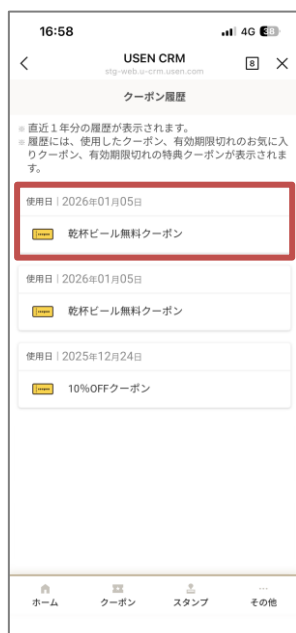 16:58
4G 38
USEN CRM
stg-web.u-crm.usen.com
8
クーポン履歴
※ 直近１年分の履歴が表示されます。
※ 履歴には、使用したクーポン、有効期限切れのお気に入
りクーポン、有効期限切れの特典クーポンが表示されま
す。
使用日 | 2026年01月05日
coupon 乾杯ビール無料クーポン
使用日 | 2026年01月05日
coupon 乾杯ビール無料クーポン
使用日 | 2025年12月24日
coupon 10%OFFクーポン
ホーム クーポン スタンプ その他